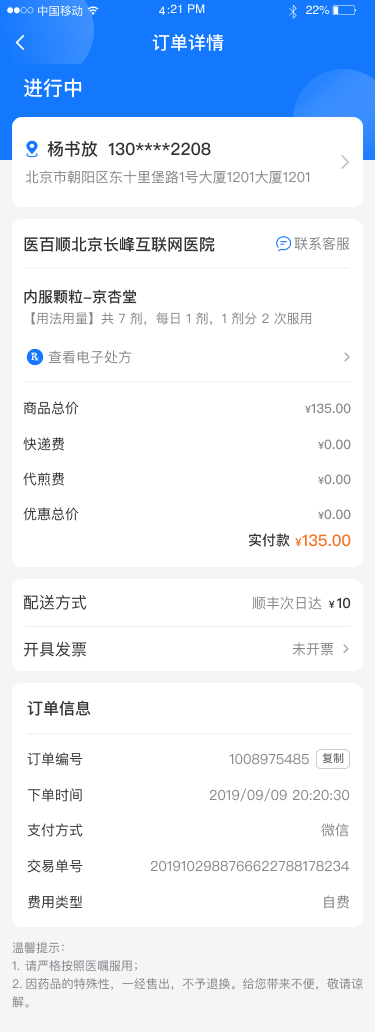 中国移动 4:21 PM 22%
订单详情
进行中
杨书放 130****2208
北京市朝阳区东十里堡路1号大厦1201大厦1201
医百顺北京长峰互联网医院 联系客服
内服颗粒-京杏堂
【用法用量】共 7 剂，每日 1 剂，1 剂分 2 次服用
查看电子处方
商品总价 ¥135.00
快递费 ¥0.00
代煎费 ¥0.00
优惠总价 ¥0.00
实付款 ¥135.00
配送方式 顺丰次日达 ¥10
开具发票 未开票
订单信息
订单编号 1008975485 复制
下单时间 2019/09/09 20:20:30
支付方式 微信
交易单号 2019102988766622788178234
费用类型 自费
温馨提示：
1. 请严格按照医嘱服用；
2. 因药品的特殊性，一经售出，不予退换。给您带来不便，敬请谅
解。